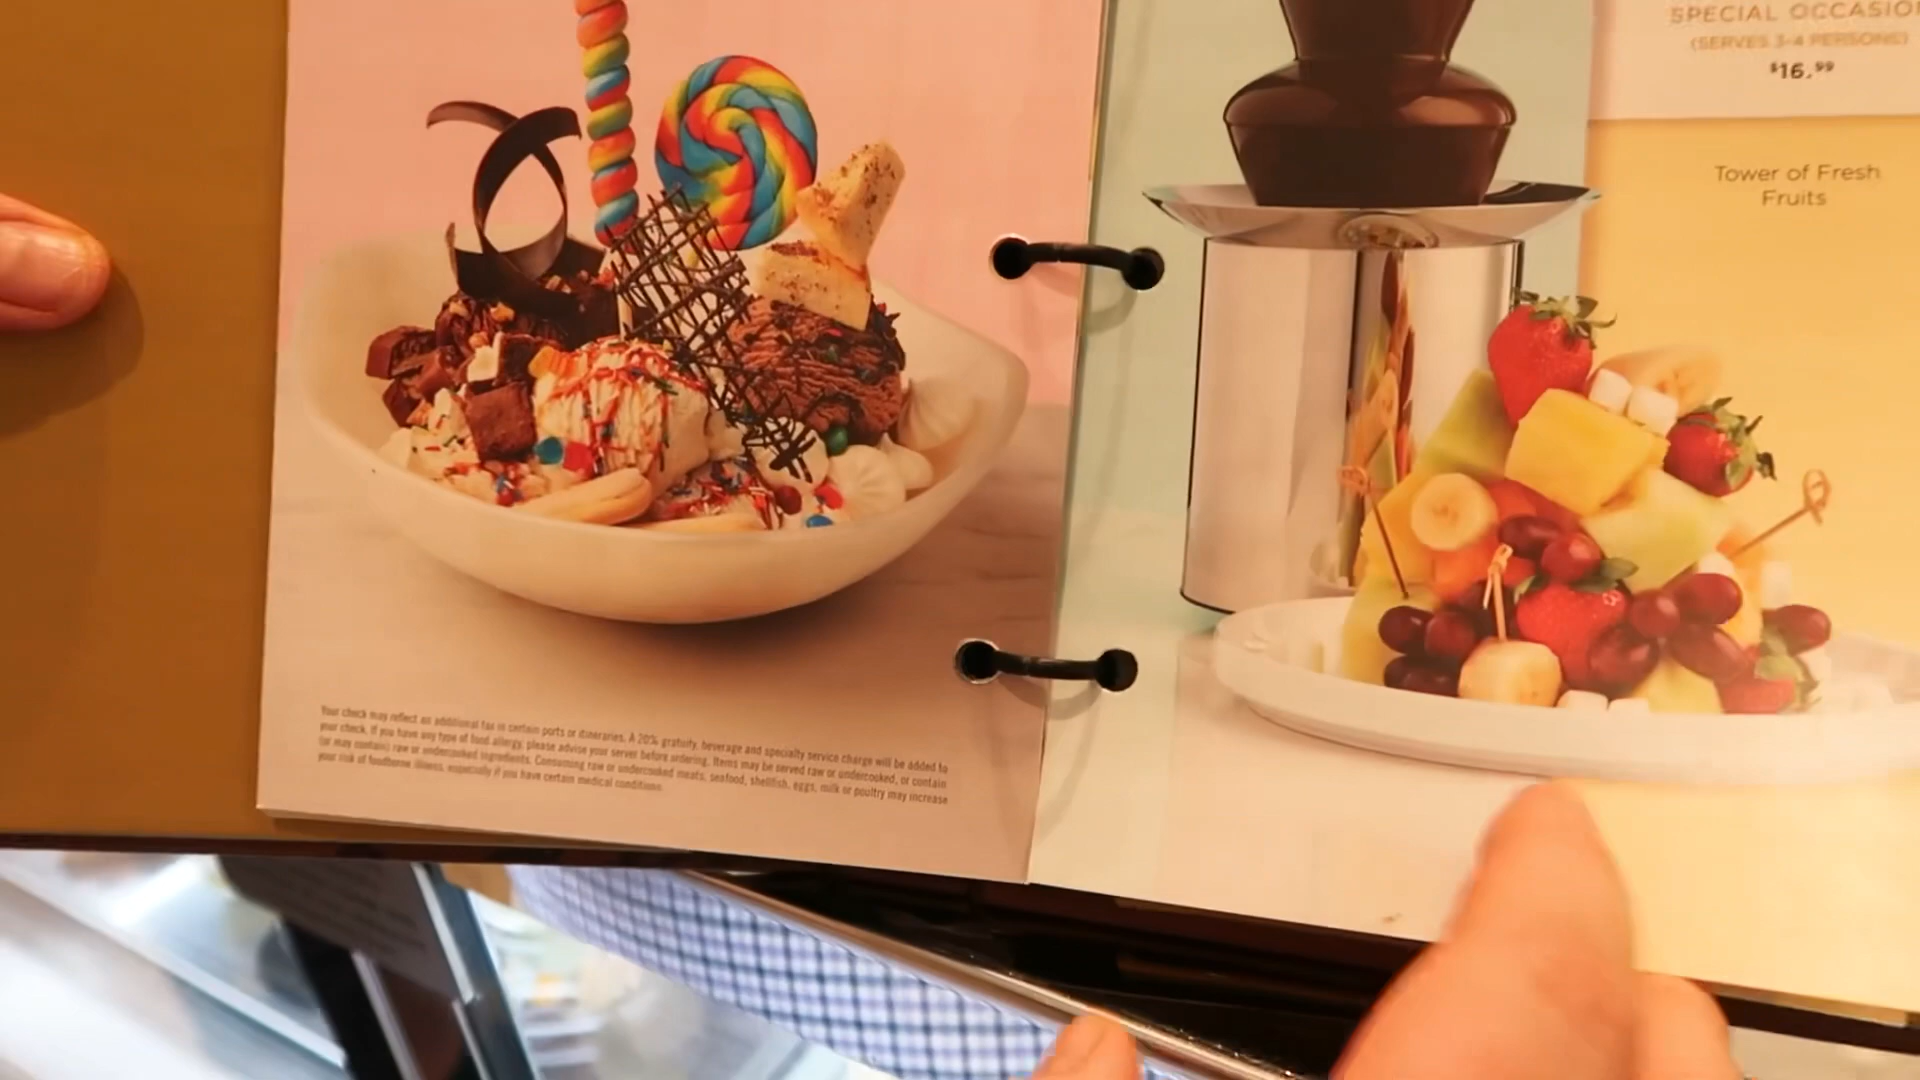 Your check may reflect an additional tax in certain ports or itineraries. A 20% gratuity, beverage and specialty service charge will be added to
your check. If you have any type of food allergy, please advise your server before ordering. Items may be served raw or undercooked, or contain
(or may contain) raw or undercooked ingredients. Consuming raw or undercooked meats, seafood, shellfish, eggs, milk or poultry may increase
your risk of foodborne illness, especially if you have certain medical conditions.
SPECIAL OCCASION
(SERVES 3-4 PERSONS)
$16.99
Tower of Fresh
Fruits